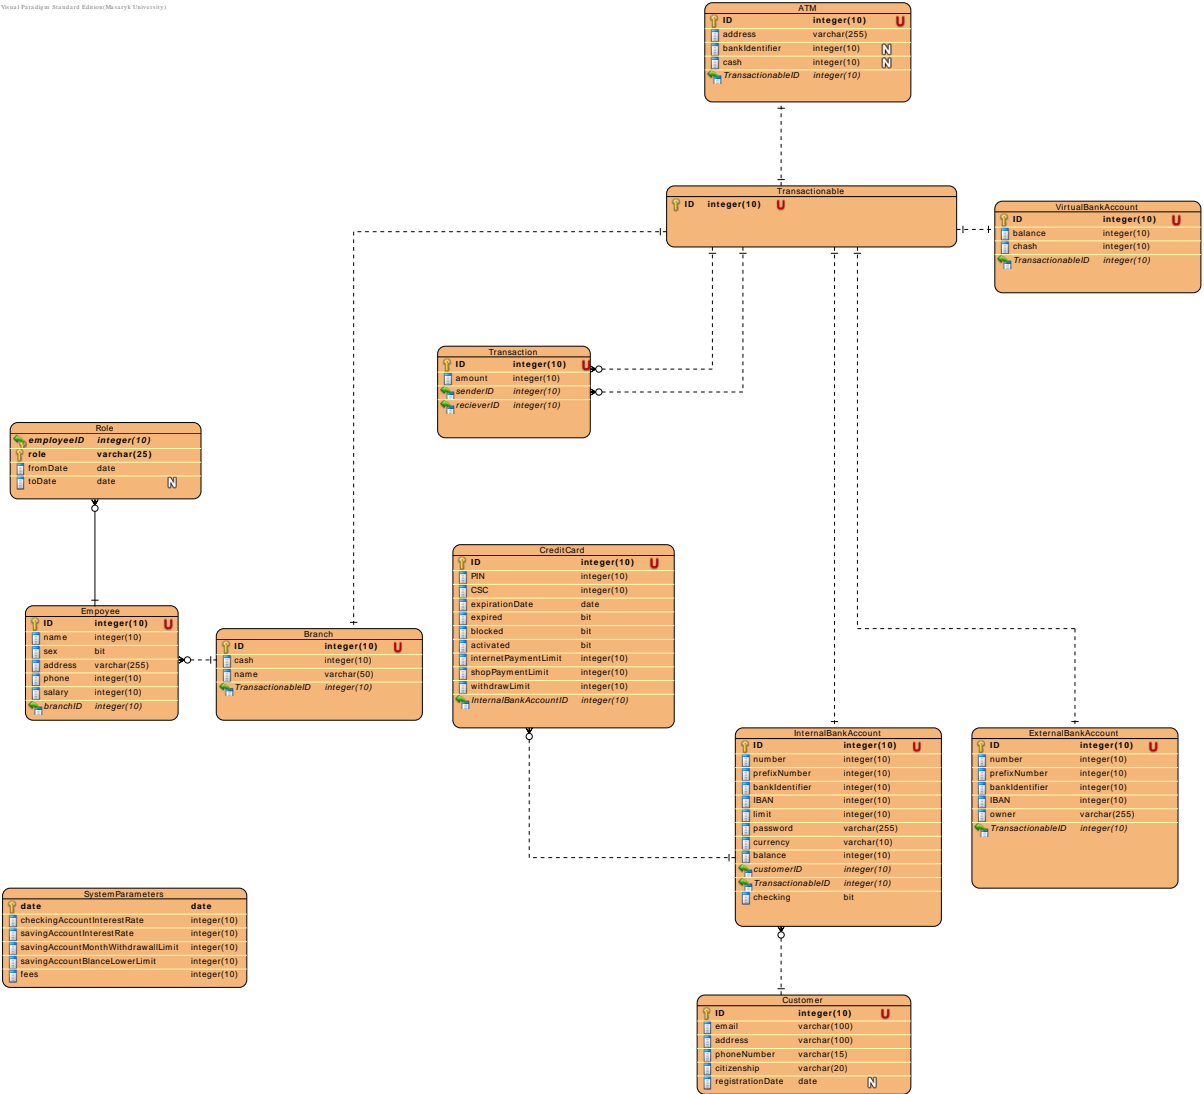 Visual Paradigm Standard Edition(Masaryk University)
ATM
ID integer(10) U
address varchar(255)
bankIdentifier integer(10) N
cash integer(10) N
TransactionableID integer(10)
Transactionable
ID integer(10) U
VirtualBankAccount
ID integer(10) U
balance integer(10)
chash integer(10)
TransactionableID integer(10)
Transaction
ID integer(10) U
amount integer(10)
senderID integer(10)
recieverID integer(10)
Role
employeeID integer(10)
role varchar(25)
fromDate date
toDate date N
CreditCard
ID integer(10) U
PIN integer(10)
CSC integer(10)
expirationDate date
expired bit
blocked bit
activated bit
internetPaymentLimit integer(10)
shopPaymentLimit integer(10)
withdrawLimit integer(10)
InternalBankAccountID integer(10)
Empoyee
ID integer(10) U
name integer(10)
sex bit
address varchar(255)
phone integer(10)
salary integer(10)
branchID integer(10)
Branch
ID integer(10) U
cash integer(10)
name varchar(50)
TransactionableID integer(10)
InternalBankAccount
ID integer(10) U
number integer(10)
prefixNumber integer(10)
bankIdentifier integer(10)
IBAN integer(10)
limit integer(10)
password varchar(255)
currency varchar(10)
balance integer(10)
customerID integer(10)
TransactionableID integer(10)
checking bit
ExternalBankAccount
ID integer(10) U
number integer(10)
prefixNumber integer(10)
bankIdentifier integer(10)
IBAN integer(10)
owner varchar(255)
TransactionableID integer(10)
SystemParameters
date date
checkingAccountInterestRate integer(10)
savingAccountInterestRate integer(10)
savingAccountMonthWithdrawallLimit integer(10)
savingAccountBlanceLowerLimit integer(10)
fees integer(10)
Customer
ID integer(10) U
email varchar(100)
address varchar(100)
phoneNumber varchar(15)
citizenship varchar(20)
registrationDate date N